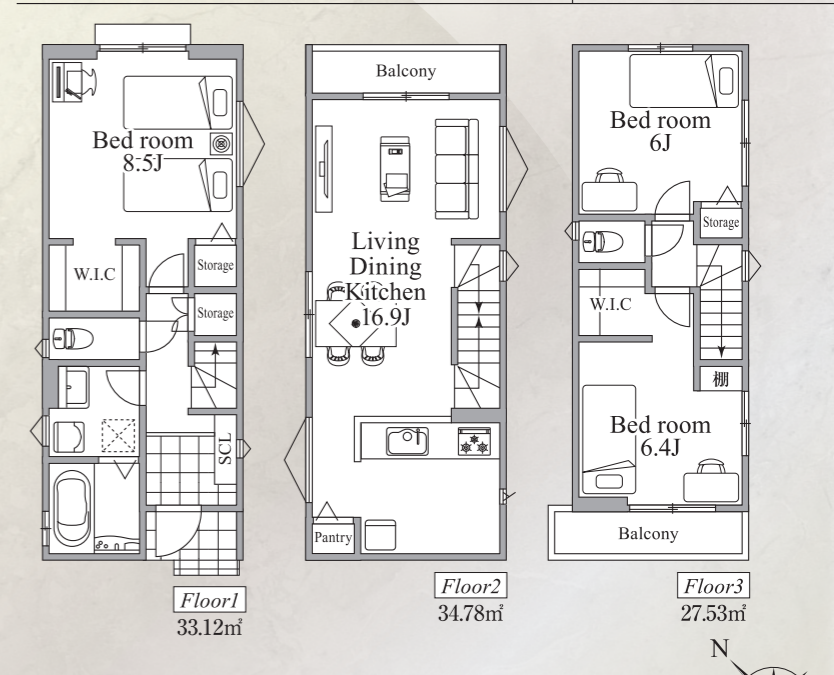 Bed room
8.5J
W.I.C
Storage
Storage
SCL
Floor1
33.12㎡
Balcony
Living
Dining
Kitchen
16.9J
Pantry
Floor2
34.78㎡
Bed room
6J
Storage
W.I.C
棚
Bed room
6.4J
Balcony
Floor3
27.53㎡
N